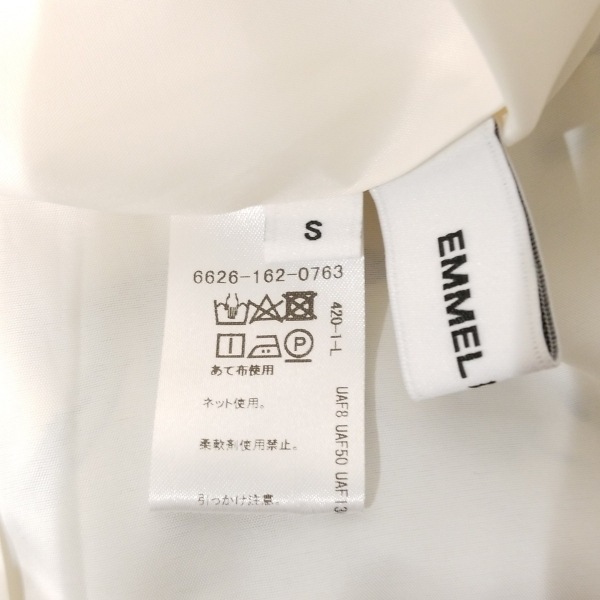 S
6626-162-0763
420-1-L
P
あて布使用
ネット使用。
柔軟剤使用禁止。
引っかけ注意。
UAF8 UAF50 UAF13
EMMEL